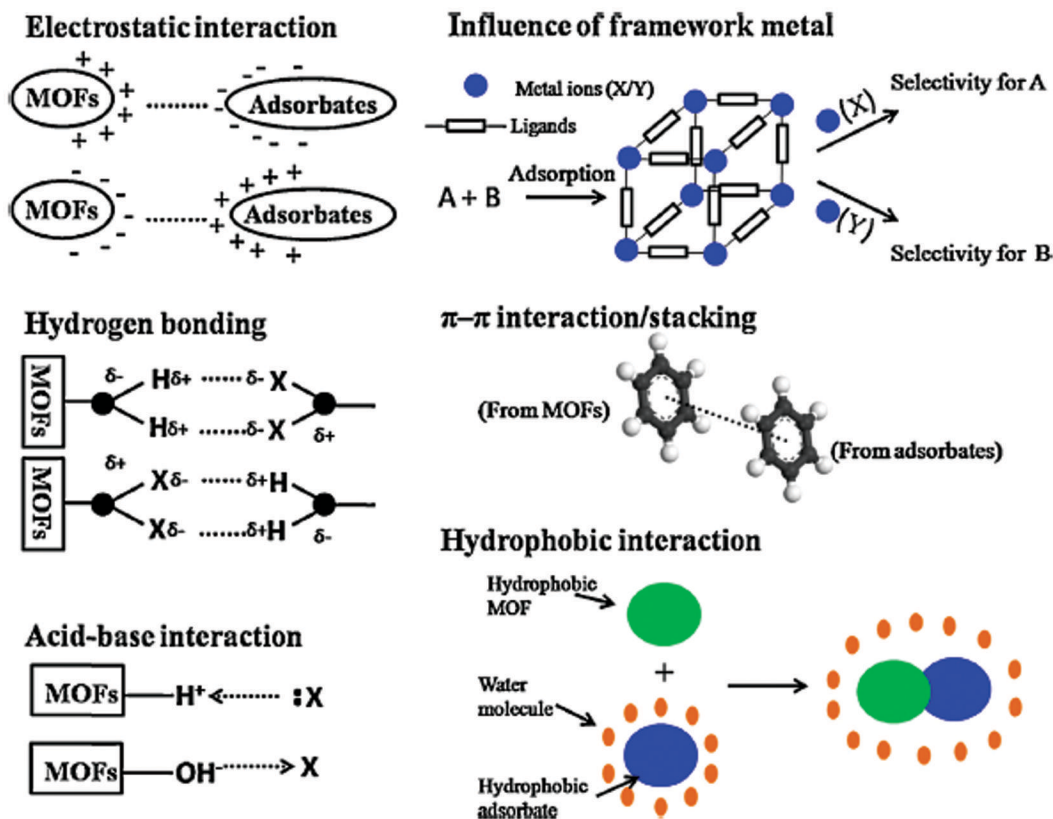 Electrostatic interaction
+ + + + + + +
MOFs
- - - - - - - - - -
Adsorbates
- - - - - - -
MOFs
+ + + + + + + + + +
Adsorbates
Hydrogen bonding
MOFs
δ- Hδ+ δ- X
Hδ+ δ- X δ+
MOFs
δ+ Xδ- δ+H
Xδ- δ+H δ-
Acid-base interaction
MOFs H⁺ :X
MOFs OH⁻ X
Influence of framework metal
Metal ions (X/Y)
Ligands
A + B
Adsorption
(X)
Selectivity for A
(Y)
Selectivity for B
π–π interaction/stacking
(From MOFs)
(From adsorbates)
Hydrophobic interaction
Hydrophobic
MOF
+
Water
molecule
Hydrophobic
adsorbate